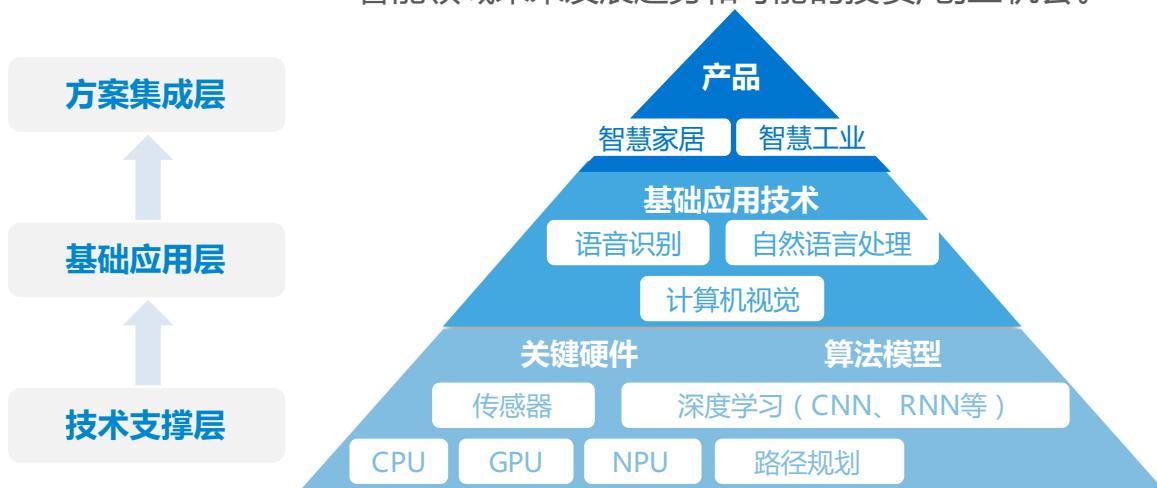 产品
方案集成层
智慧家居 智慧工业
基础应用技术
语音识别 自然语言处理
基础应用层
计算机视觉
关键硬件 算法模型
传感器 深度学习（CNN、RNN等）
技术支撑层
CPU GPU NPU 路径规划